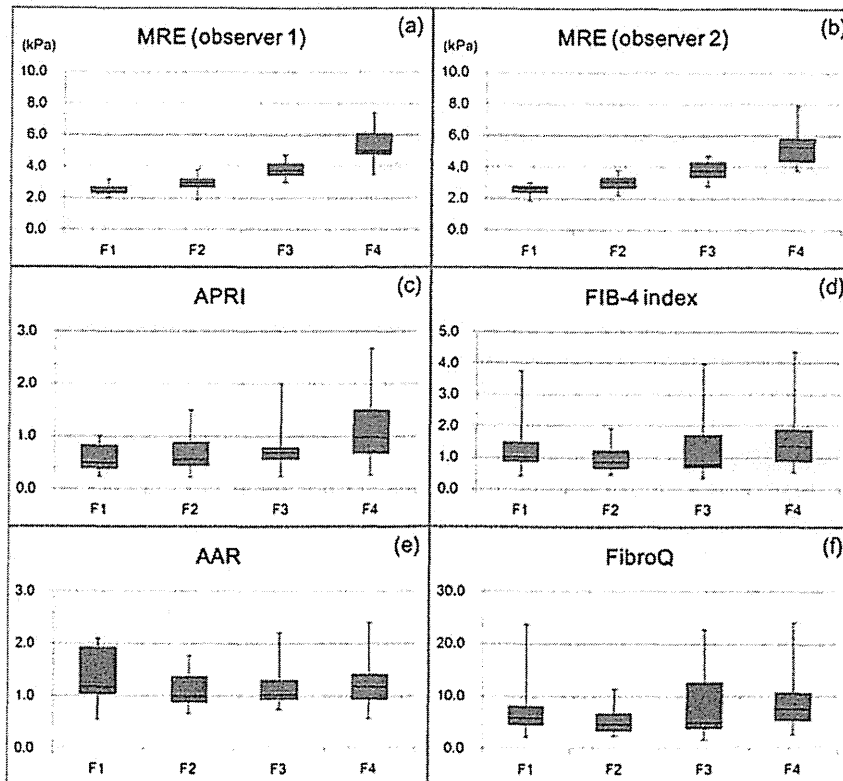 MRE (observer 1) (a)
(kPa)
10.0
8.0
6.0
4.0
2.0
0.0
F1 F2 F3 F4
MRE (observer 2) (b)
(kPa)
10.0
8.0
6.0
4.0
2.0
0.0
F1 F2 F3 F4
APRI (c)
3.0
2.0
1.0
0.0
F1 F2 F3 F4
FIB-4 index (d)
5.0
4.0
3.0
2.0
1.0
0.0
F1 F2 F3 F4
AAR (e)
3.0
2.0
1.0
0.0
F1 F2 F3 F4
FibroQ (f)
30.0
20.0
10.0
0.0
F1 F2 F3 F4